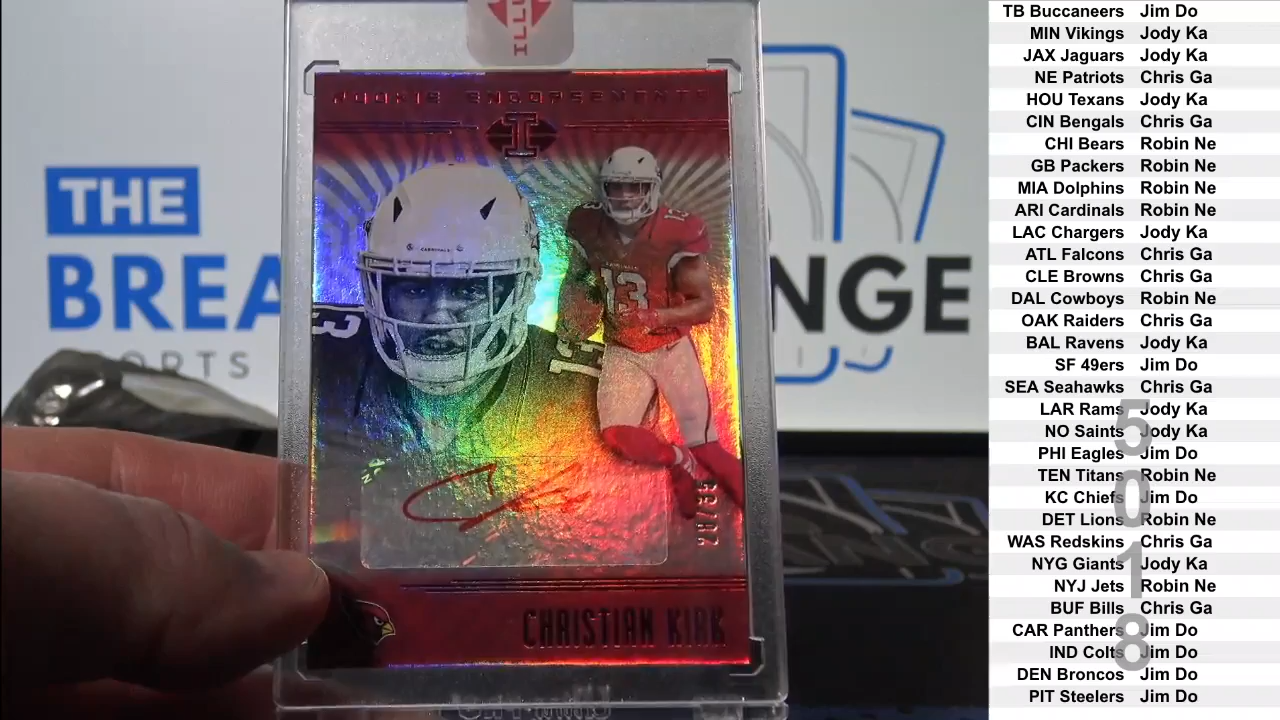 ILLU
ROOKIE ENDORSEMENTS
I
THE
BREA
NGE
PORTS
CARDINALS
13
13
13
3
CHRISTIAN KIRK
TB Buccaneers Jim Do
MIN Vikings Jody Ka
JAX Jaguars Jody Ka
NE Patriots Chris Ga
HOU Texans Jody Ka
CIN Bengals Chris Ga
CHI Bears Robin Ne
GB Packers Robin Ne
MIA Dolphins Robin Ne
ARI Cardinals Robin Ne
LAC Chargers Jody Ka
ATL Falcons Chris Ga
CLE Browns Chris Ga
DAL Cowboys Robin Ne
OAK Raiders Chris Ga
BAL Ravens Jody Ka
SF 49ers Jim Do
SEA Seahawks Chris Ga
LAR Rams Jody Ka
NO Saints Jody Ka
PHI Eagles Jim Do
TEN Titans Robin Ne
KC Chiefs Jim Do
DET Lions Robin Ne
WAS Redskins Chris Ga
NYG Giants Jody Ka
NYJ Jets Robin Ne
BUF Bills Chris Ga
CAR Panthers Jim Do
IND Colts Jim Do
DEN Broncos Jim Do
PIT Steelers Jim Do
5018